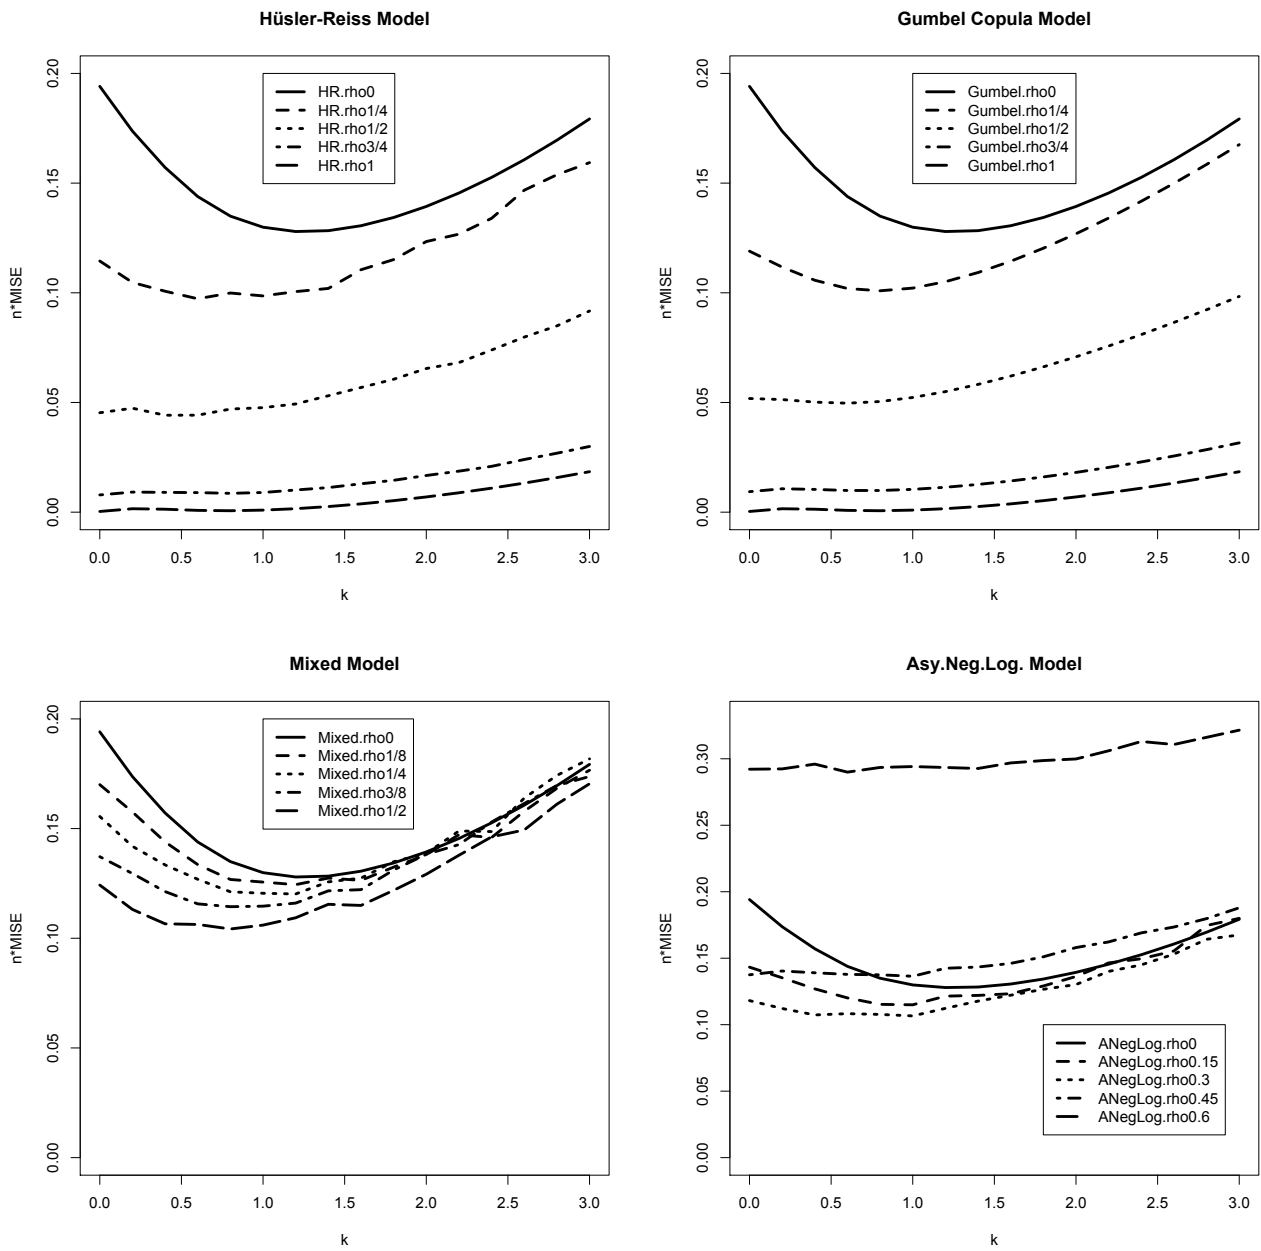 Hüsler-Reiss Model
n*MISE
0.20
0.15
0.10
0.05
0.00
HR.rho0
HR.rho1/4
HR.rho1/2
HR.rho3/4
HR.rho1
0.0 0.5 1.0 1.5 2.0 2.5 3.0
k
Gumbel Copula Model
n*MISE
0.20
0.15
0.10
0.05
0.00
Gumbel.rho0
Gumbel.rho1/4
Gumbel.rho1/2
Gumbel.rho3/4
Gumbel.rho1
0.0 0.5 1.0 1.5 2.0 2.5 3.0
k
Mixed Model
n*MISE
0.20
0.15
0.10
0.05
0.00
Mixed.rho0
Mixed.rho1/8
Mixed.rho1/4
Mixed.rho3/8
Mixed.rho1/2
0.0 0.5 1.0 1.5 2.0 2.5 3.0
k
Asy.Neg.Log. Model
n*MISE
0.30
0.25
0.20
0.15
0.10
0.05
0.00
ANegLog.rho0
ANegLog.rho0.15
ANegLog.rho0.3
ANegLog.rho0.45
ANegLog.rho0.6
0.0 0.5 1.0 1.5 2.0 2.5 3.0
k